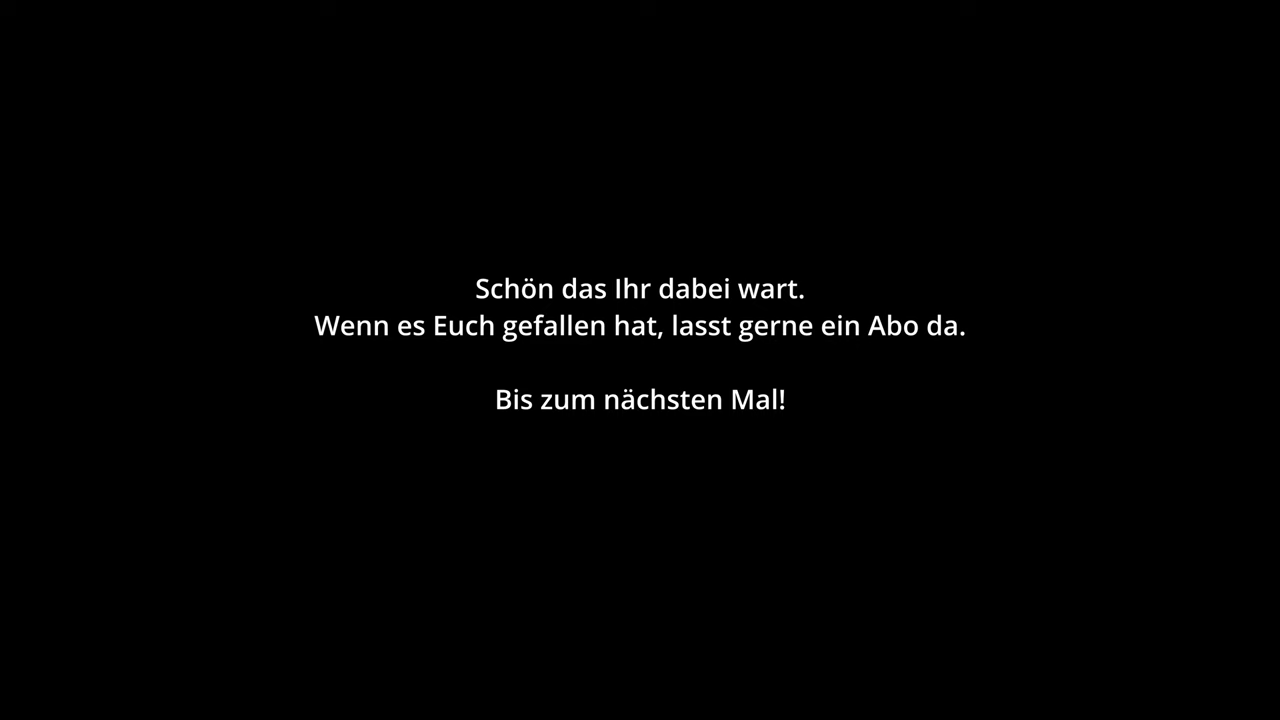 Schön das Ihr dabei wart.
Wenn es Euch gefallen hat, lasst gerne ein Abo da.
Bis zum nächsten Mal!